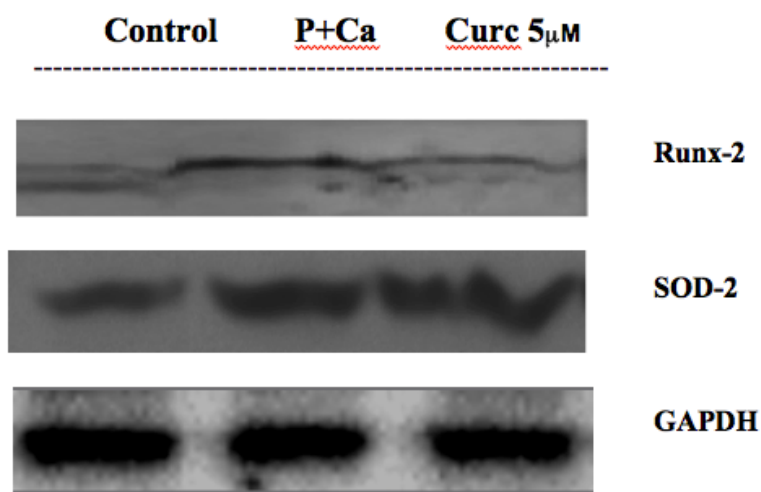 Control P+Ca Curc 5μM
Runx-2
SOD-2
GAPDH